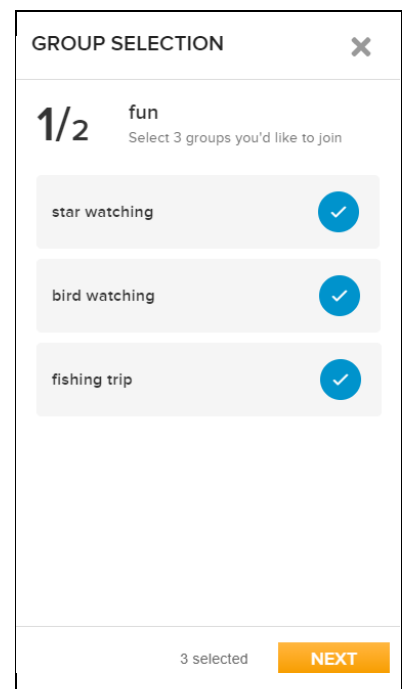 GROUP SELECTION
1/2
fun
Select 3 groups you'd like to join
star watching
bird watching
fishing trip
3 selected
NEXT